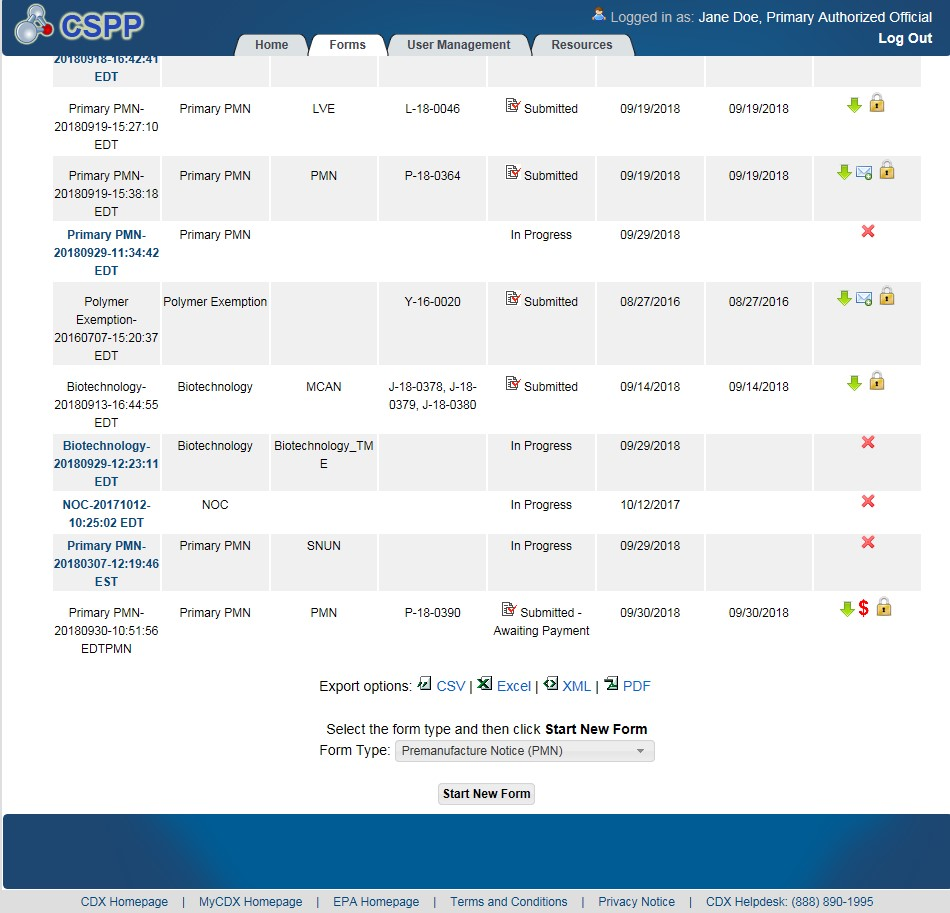 CSPP
Logged in as: Jane Doe, Primary Authorized Official
Log Out
Home
Forms
User Management
Resources
20180918-16:42:41
EDT
Primary PMN-
20180919-15:27:10
EDT
Primary PMN
LVE
L-18-0046
Submitted
09/19/2018
09/19/2018
Primary PMN-
20180919-15:38:18
EDT
Primary PMN
PMN
P-18-0364
Submitted
09/19/2018
09/19/2018
Primary PMN-
20180929-11:34:42
EDT
Primary PMN
In Progress
09/29/2018
Polymer
Exemption-
20160707-15:20:37
EDT
Polymer Exemption
Y-16-0020
Submitted
08/27/2016
08/27/2016
Biotechnology-
20180913-16:44:55
EDT
Biotechnology
MCAN
J-18-0378, J-18-
0379, J-18-0380
Submitted
09/14/2018
09/14/2018
Biotechnology-
20180929-12:23:11
EDT
Biotechnology
Biotechnology_TM
E
In Progress
09/29/2018
NOC-20171012-
10:25:02 EDT
NOC
In Progress
10/12/2017
Primary PMN-
20180307-12:19:46
EST
Primary PMN
SNUN
In Progress
09/29/2018
Primary PMN-
20180930-10:51:56
EDTPMN
Primary PMN
PMN
P-18-0390
Submitted -
Awaiting Payment
09/30/2018
09/30/2018
$
Export options: CSV | Excel | XML | PDF
Select the form type and then click Start New Form
Form Type: Premanufacture Notice (PMN)
Start New Form
CDX Homepage | MyCDX Homepage | EPA Homepage | Terms and Conditions | Privacy Notice | CDX Helpdesk: (888) 890-1995